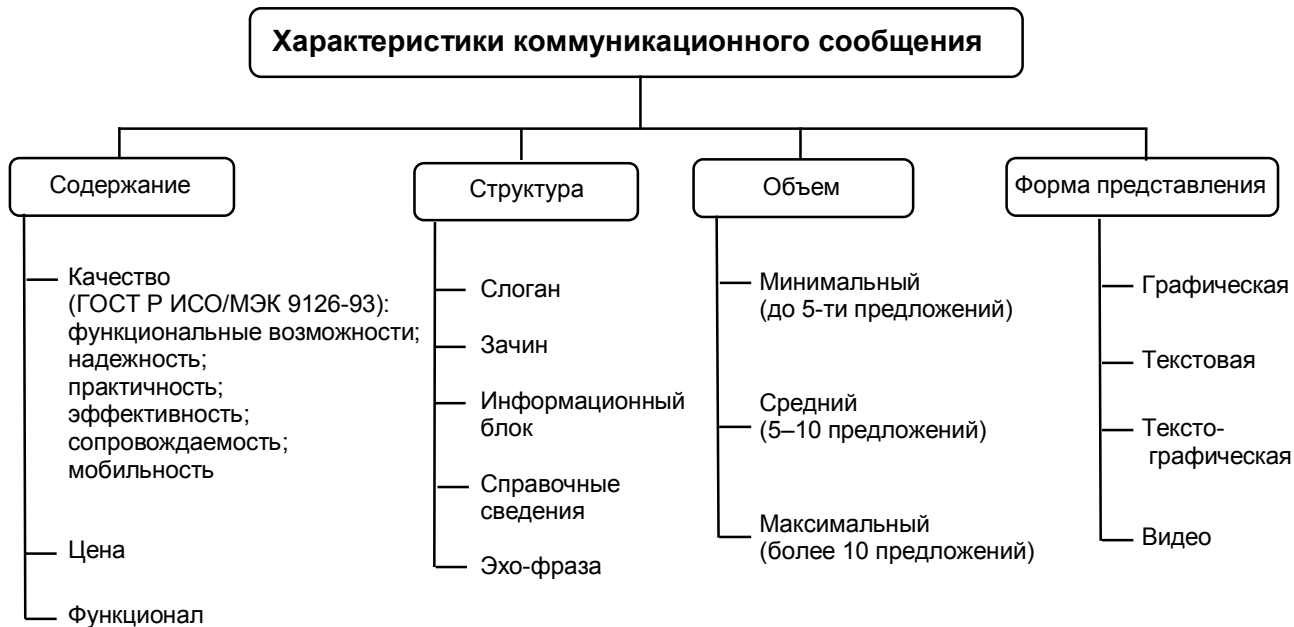 Характеристики коммуникационного сообщения
Содержание
Качество
(ГОСТ Р ИСО/МЭК 9126-93):
функциональные возможности;
надежность;
практичность;
эффективность;
сопровождаемость;
мобильность
Цена
Функционал
Структура
Слоган
Зачин
Информационный
блок
Справочные
сведения
Эхо-фраза
Объем
Минимальный
(до 5-ти предложений)
Средний
(5–10 предложений)
Максимальный
(более 10 предложений)
Форма представления
Графическая
Текстовая
Тексто-
графическая
Видео